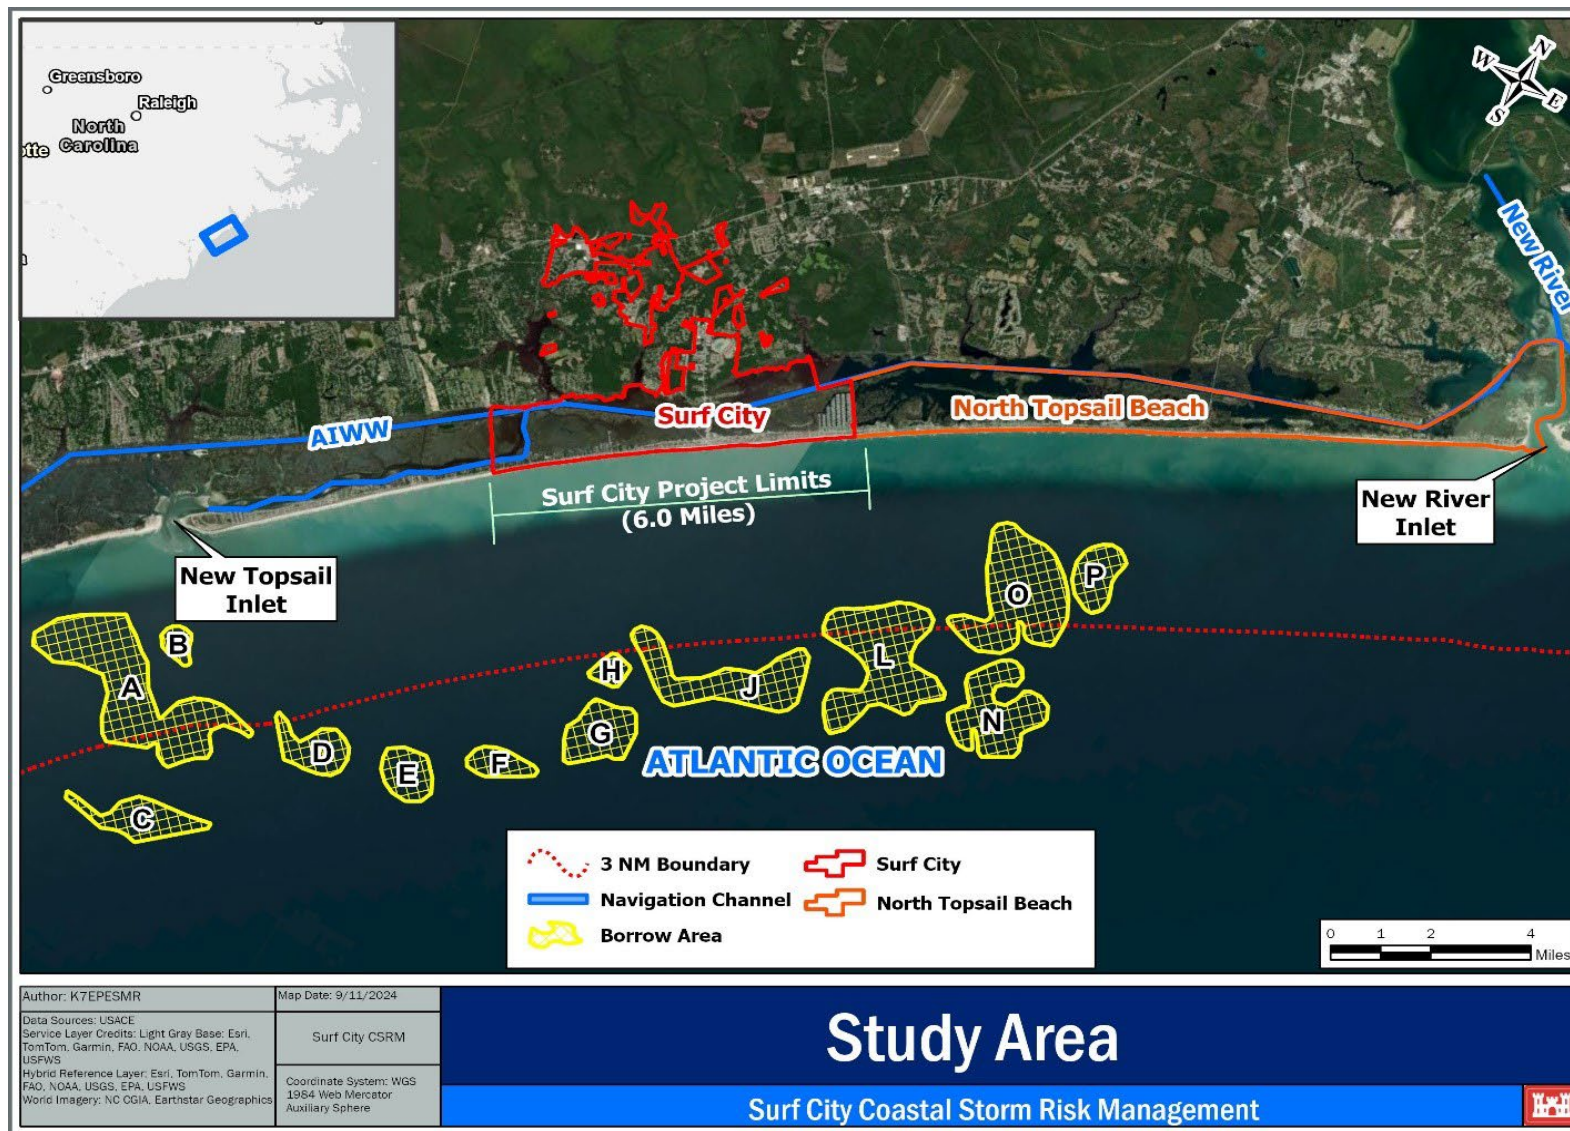 Greensboro
Raleigh
North
Carolina
otte
N
W
E
S
New River
AIWW
Surf City
North Topsail Beach
Surf City Project Limits
(6.0 Miles)
New Topsail
Inlet
New River
Inlet
A
B
C
D
E
F
G
H
J
L
N
O
P
ATLANTIC OCEAN
3 NM Boundary
Navigation Channel
Borrow Area
Surf City
North Topsail Beach
0 1 2 4
Miles
Author: K7EPESMR
Map Date: 9/11/2024
Data Sources: USACE
Service Layer Credits: Light Gray Base: Esri,
TomTom, Garmin, FAO, NOAA, USGS, EPA,
USFWS
Hybrid Reference Layer: Esri, TomTom, Garmin,
FAO, NOAA, USGS, EPA, USFWS
World Imagery: NC CGIA, Earthstar Geographics
Surf City CSRM
Coordinate System: WGS
1984 Web Mercator
Auxiliary Sphere
Study Area
Surf City Coastal Storm Risk Management